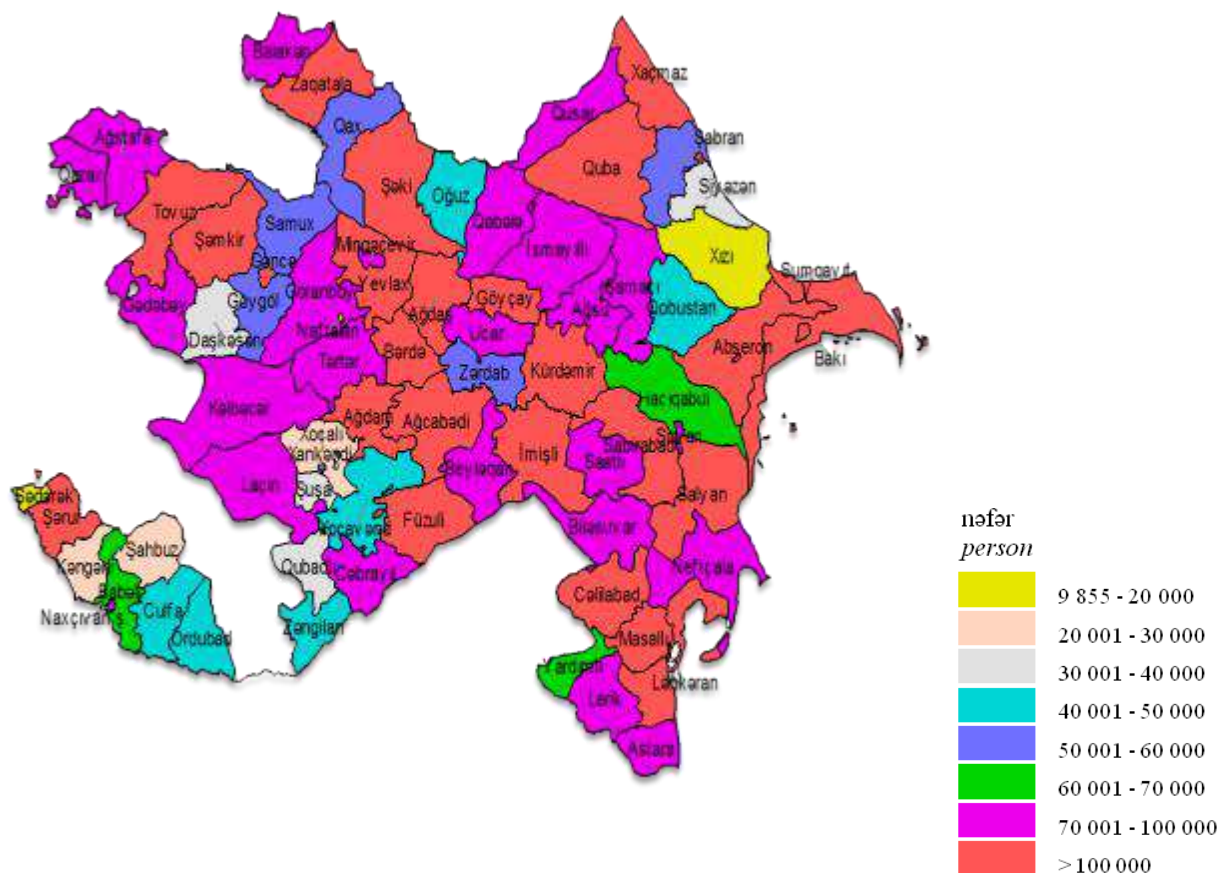 Balakən
Zaqatala
Xaçmaz
Qusar
Ağstafa
Qax
Şabran
Qazax
Şəki
Oğuz
Quba
Siyəzən
Tovuz
Samux
Qəbələ
İsmayıllı
Xızı
Şəmkir
Mingəçevir
Gəncə
Sumqayıt
Gədəbəy
Göygöl
Goranboy
Yevlax
Göyçay
Ağsu
Şamaxı
Qobustan
Ağdaş
Daşkəsən
Naftalan
Ucar
Abşeron
Bərdə
Bakı
Tərtər
Zərdab
Kürdəmir
Hacıqabul
Kəlbəcər
Ağdam
Ağcabədi
Xocalı
Xankəndi
Şirvan
Sabirabad
İmişli
Saatlı
Beyləqan
Laçın
Şuşa
Salyan
Sədərək
Şərur
Xocavənd
Füzuli
Biləsuvar
Şahbuz
Kəngərli
Qubadlı
Cəbrayıl
Neftçala
Babək
Cəlilabad
Naxçıvan ş.
Culfa
Ordubad
Zəngilan
Masallı
Yardımlı
Lənkəran
Lerik
Astara
nəfər
person
9 855 - 20 000
20 001 - 30 000
30 001 - 40 000
40 001 - 50 000
50 001 - 60 000
60 001 - 70 000
70 001 - 100 000
> 100 000